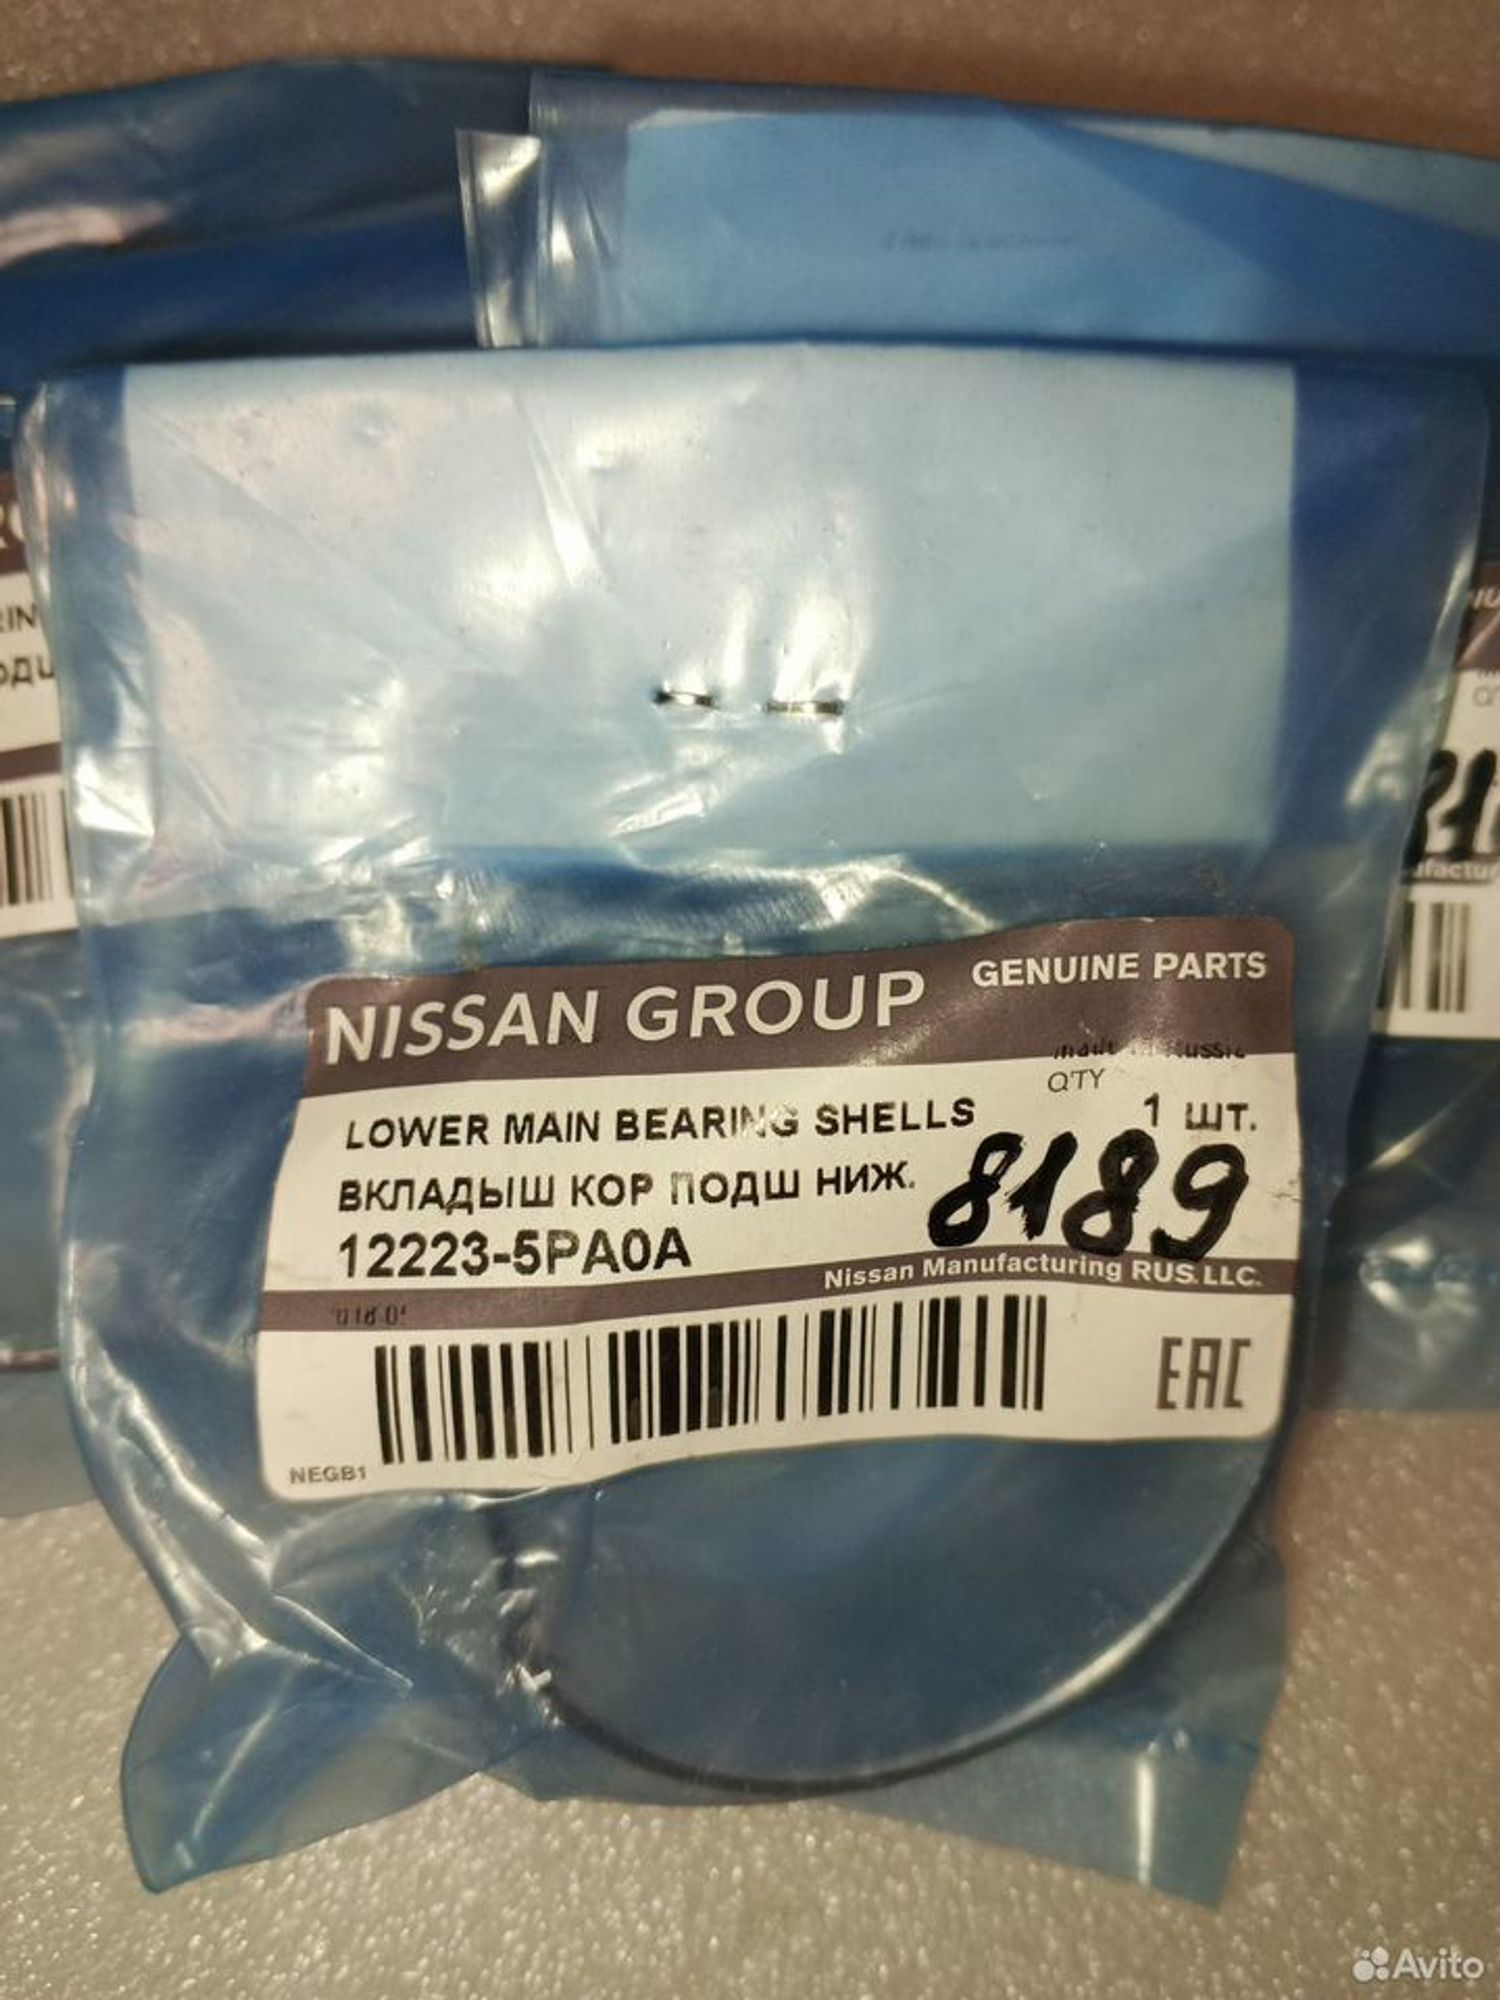 NISSAN GROUP GENUINE PARTS
QTY
LOWER MAIN BEARING SHELLS 1 шт.
ВКЛАДЫШ КОР ПОДШ НИЖ. 8189
12223-5PA0A
Nissan Manufacturing RUS.LLC.
EAC
NEGB1
Avito